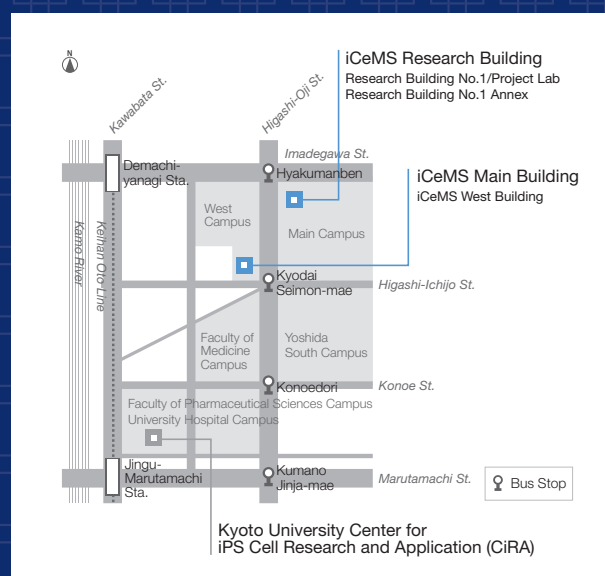 N
Kawabata St.
Higashi-Oji St.
iCeMS Research Building
Research Building No.1/Project Lab
Research Building No.1 Annex
Imadegawa St.
Demachi-
yanagi Sta.
Hyakumanben
iCeMS Main Building
iCeMS West Building
West
Campus
Main Campus
Kamo River
Keihan Oto-Line
Kyodai
Seimon-mae
Higashi-Ichijo St.
Faculty of
Medicine
Campus
Yoshida
South Campus
Konoedori
Konoe St.
Faculty of Pharmaceutical Sciences Campus
University Hospital Campus
Jingu-
Marutamachi
Sta.
Kumano
Jinja-mae
Marutamachi St.
Bus Stop
Kyoto University Center for
iPS Cell Research and Application (CiRA)